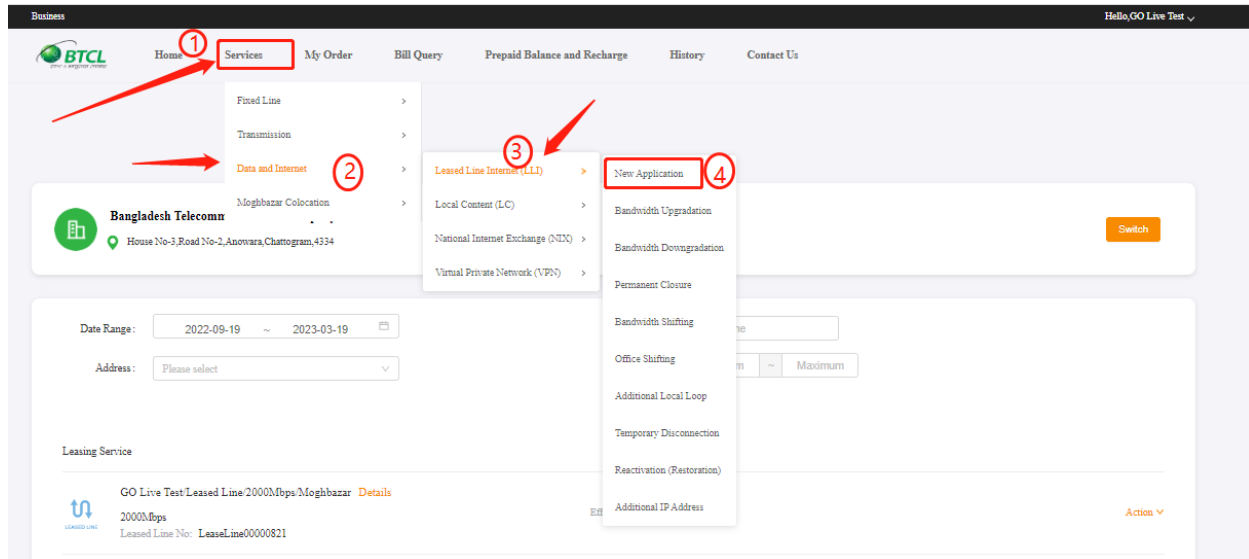 Business
Hello,GO Live Test
BTCL
Home
Services
My Order
Bill Query
Prepaid Balance and Recharge
History
Contact Us
1
Fixed Line
Transmission
Data and Internet
2
Moghbazar Colocation
3
Leased Line Internet (LLI)
Local Content (LC)
National Internet Exchange (NIX)
Virtual Private Network (VPN)
4
New Application
Bandwidth Upgradation
Bandwidth Downgradation
Permanent Closure
Bandwidth Shifting
Office Shifting
Additional Local Loop
Temporary Disconnection
Reactivation (Restoration)
Additional IP Address
Bangladesh Telecomm
House No-3,Road No-2,Anowara,Chattogram,4334
Switch
Date Range:
2022-09-19 ~ 2023-03-19
Address:
Please select
~ Maximum
Leasing Service
GO Live Test/Leased Line/2000Mbps/Moghbazar Details
2000Mbps
LEASED LINE
Leased Line No: LeaseLine00000821
Action